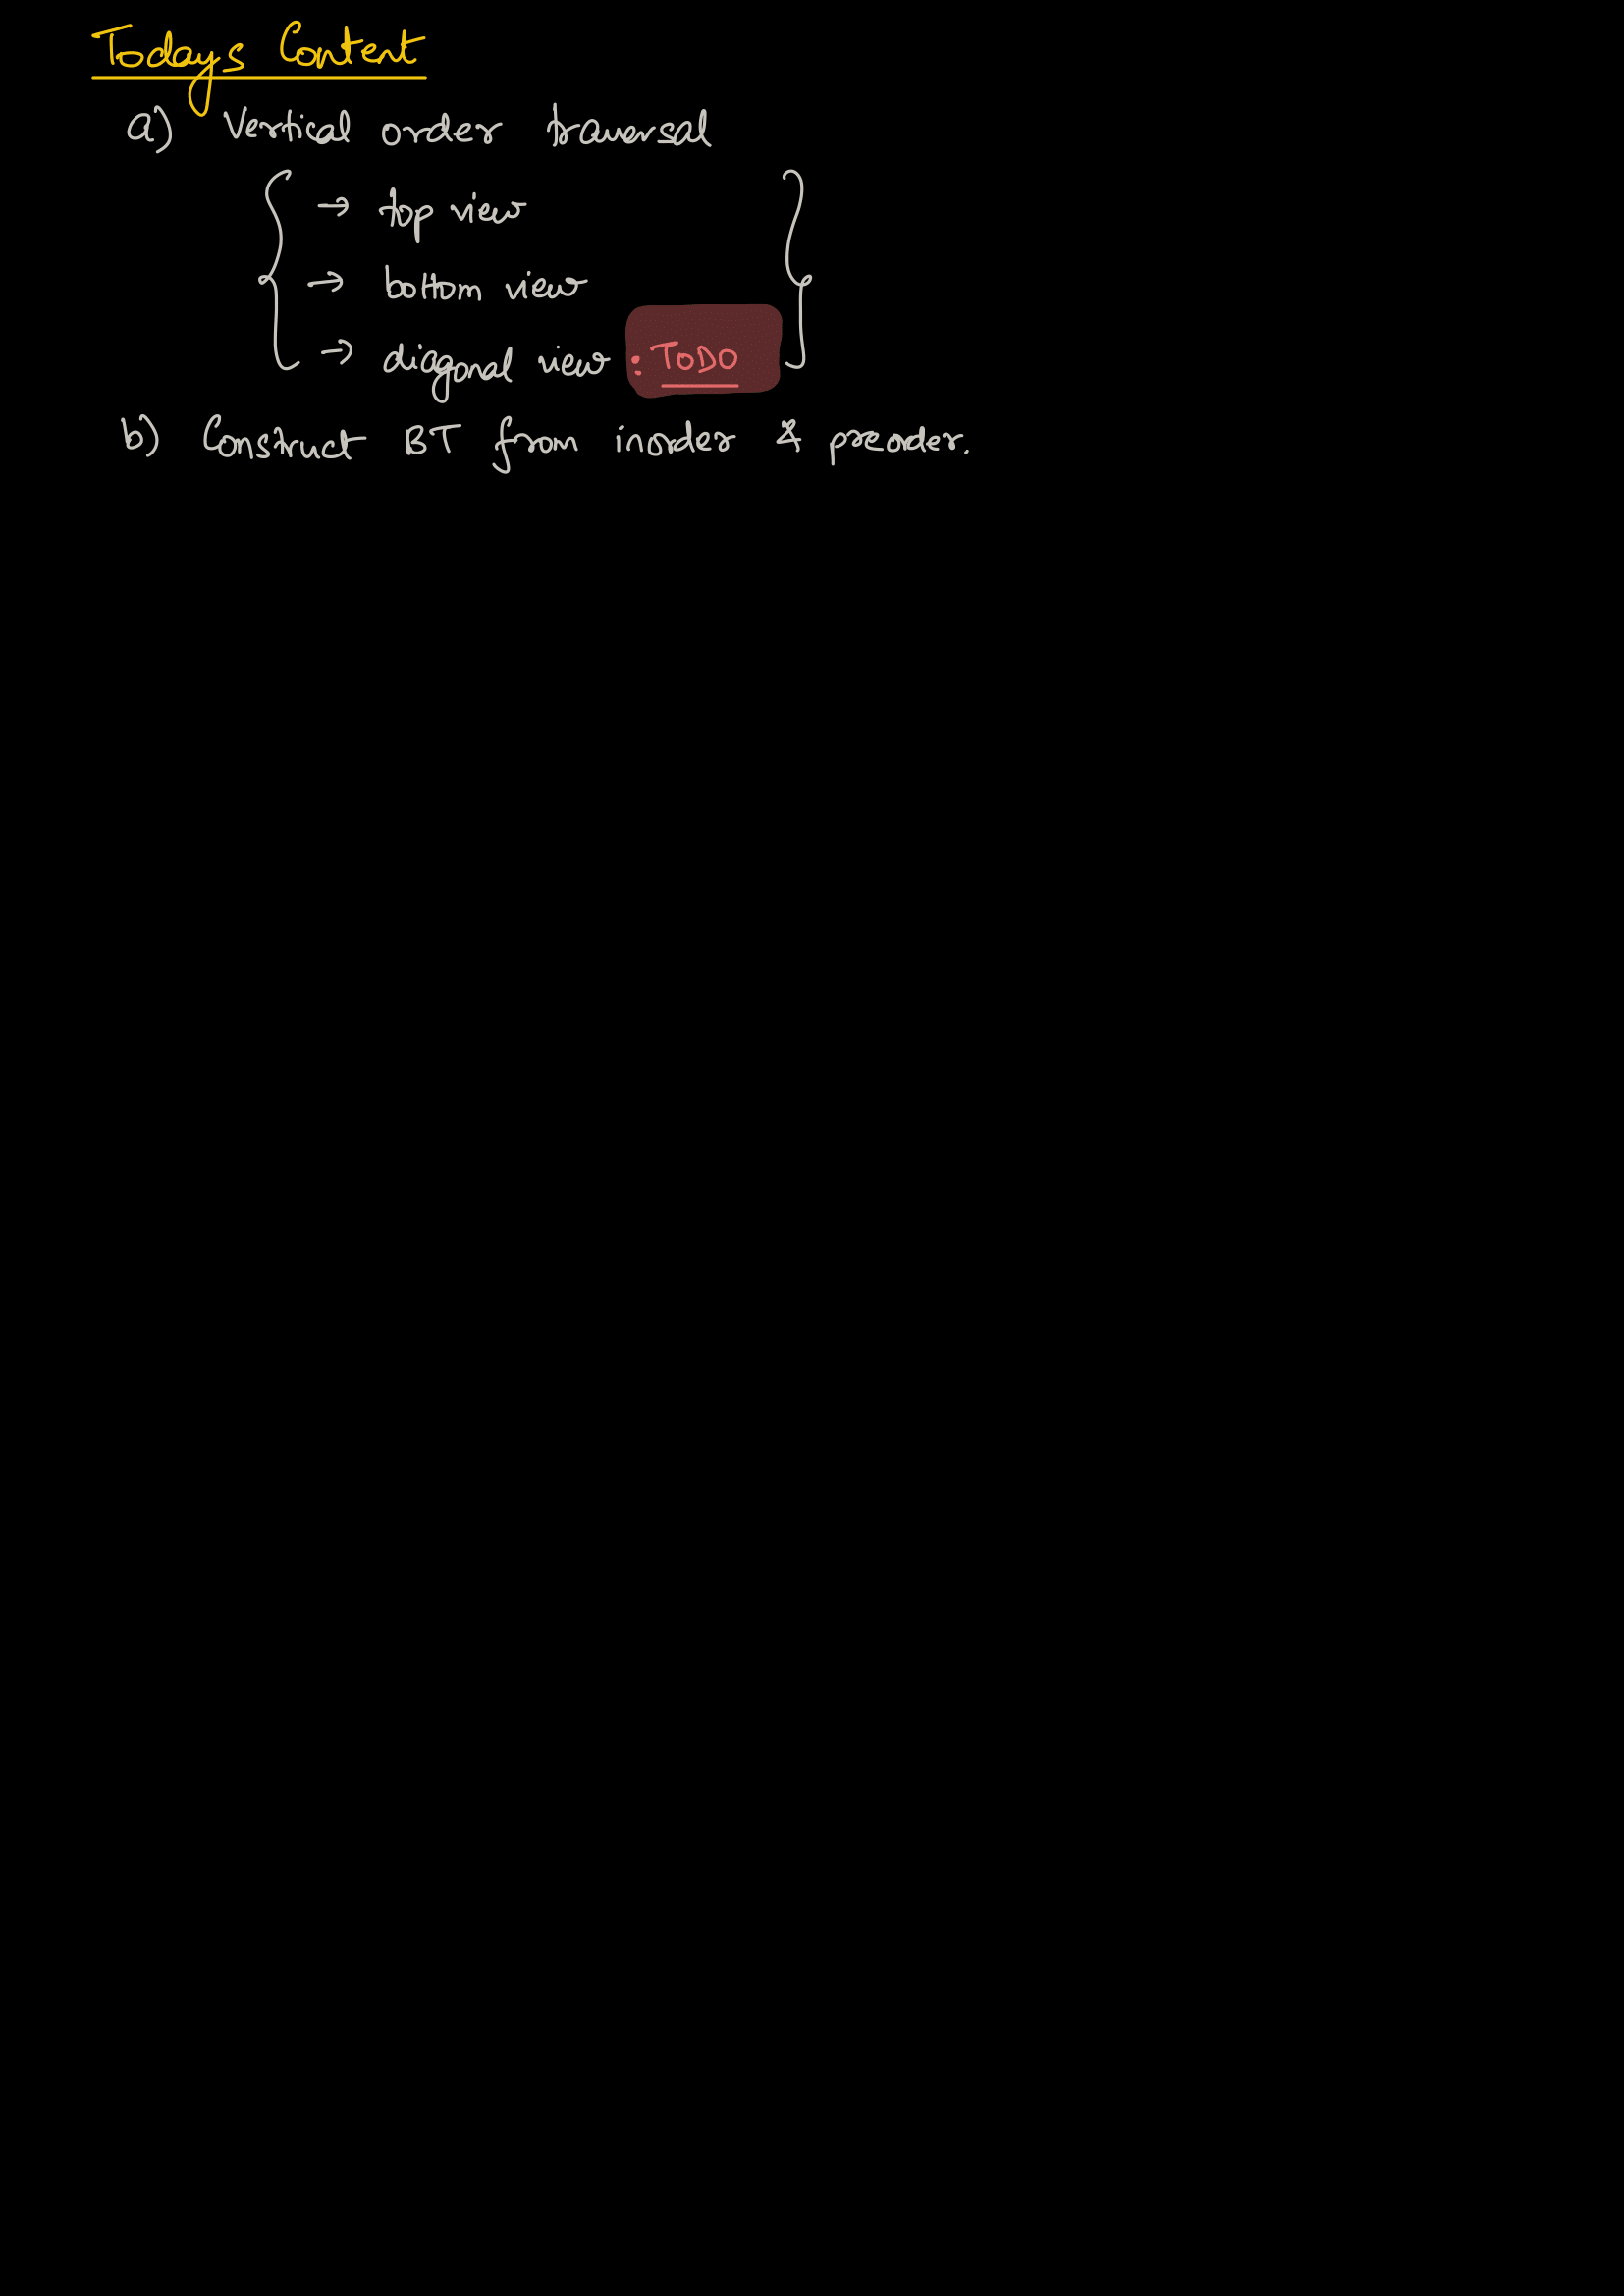 Todays Content
a) Vertical order traversal
→ top view
→ bottom view
→ diagonal view : TODO
b) Construct BT from inorder & preorder.